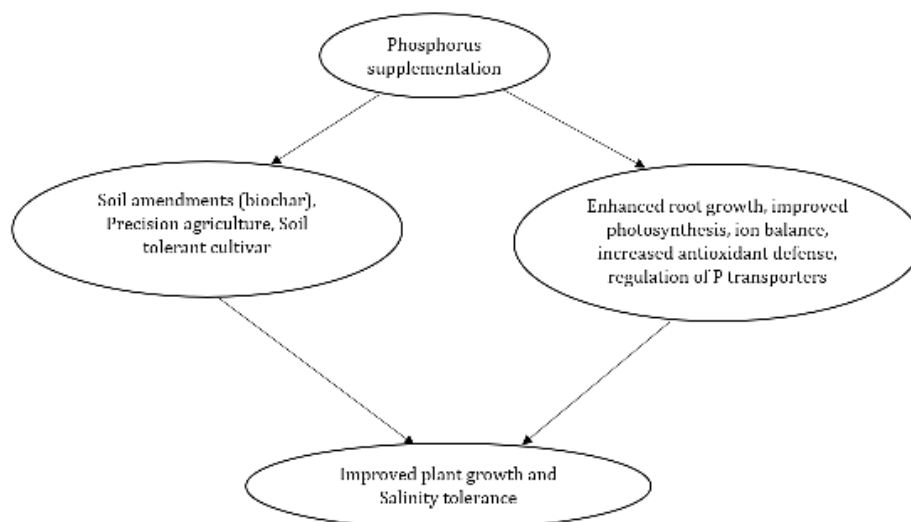 Phosphorus
supplementation
Soil amendments (biochar),
Precision agriculture, Soil
tolerant cultivar
Enhanced root growth, improved
photosynthesis, ion balance,
increased antioxidant defense,
regulation of P transporters
Improved plant growth and
Salinity tolerance